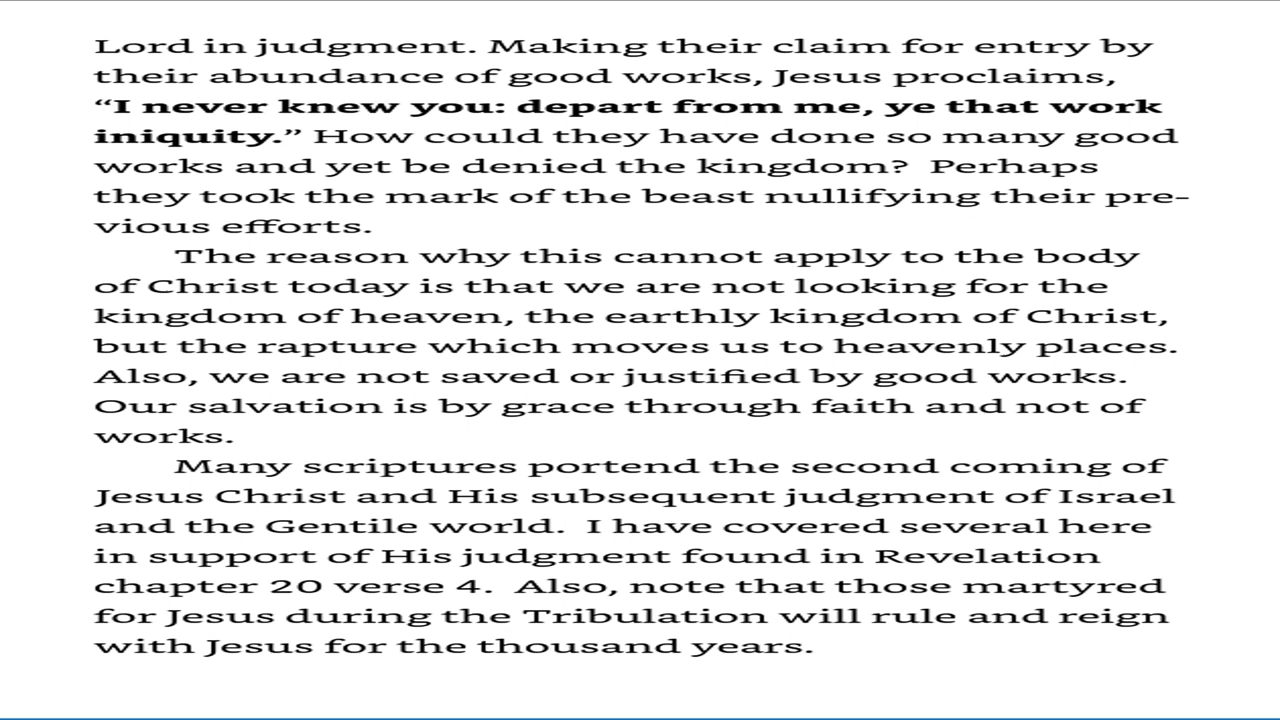 Lord in judgment. Making their claim for entry by
their abundance of good works, Jesus proclaims,
“I never knew you: depart from me, ye that work
iniquity.” How could they have done so many good
works and yet be denied the kingdom?  Perhaps
they took the mark of the beast nullifying their pre-
vious efforts.
The reason why this cannot apply to the body
of Christ today is that we are not looking for the
kingdom of heaven, the earthly kingdom of Christ,
but the rapture which moves us to heavenly places.
Also, we are not saved or justified by good works.
Our salvation is by grace through faith and not of
works.
Many scriptures portend the second coming of
Jesus Christ and His subsequent judgment of Israel
and the Gentile world.  I have covered several here
in support of His judgment found in Revelation
chapter 20 verse 4.  Also, note that those martyred
for Jesus during the Tribulation will rule and reign
with Jesus for the thousand years.